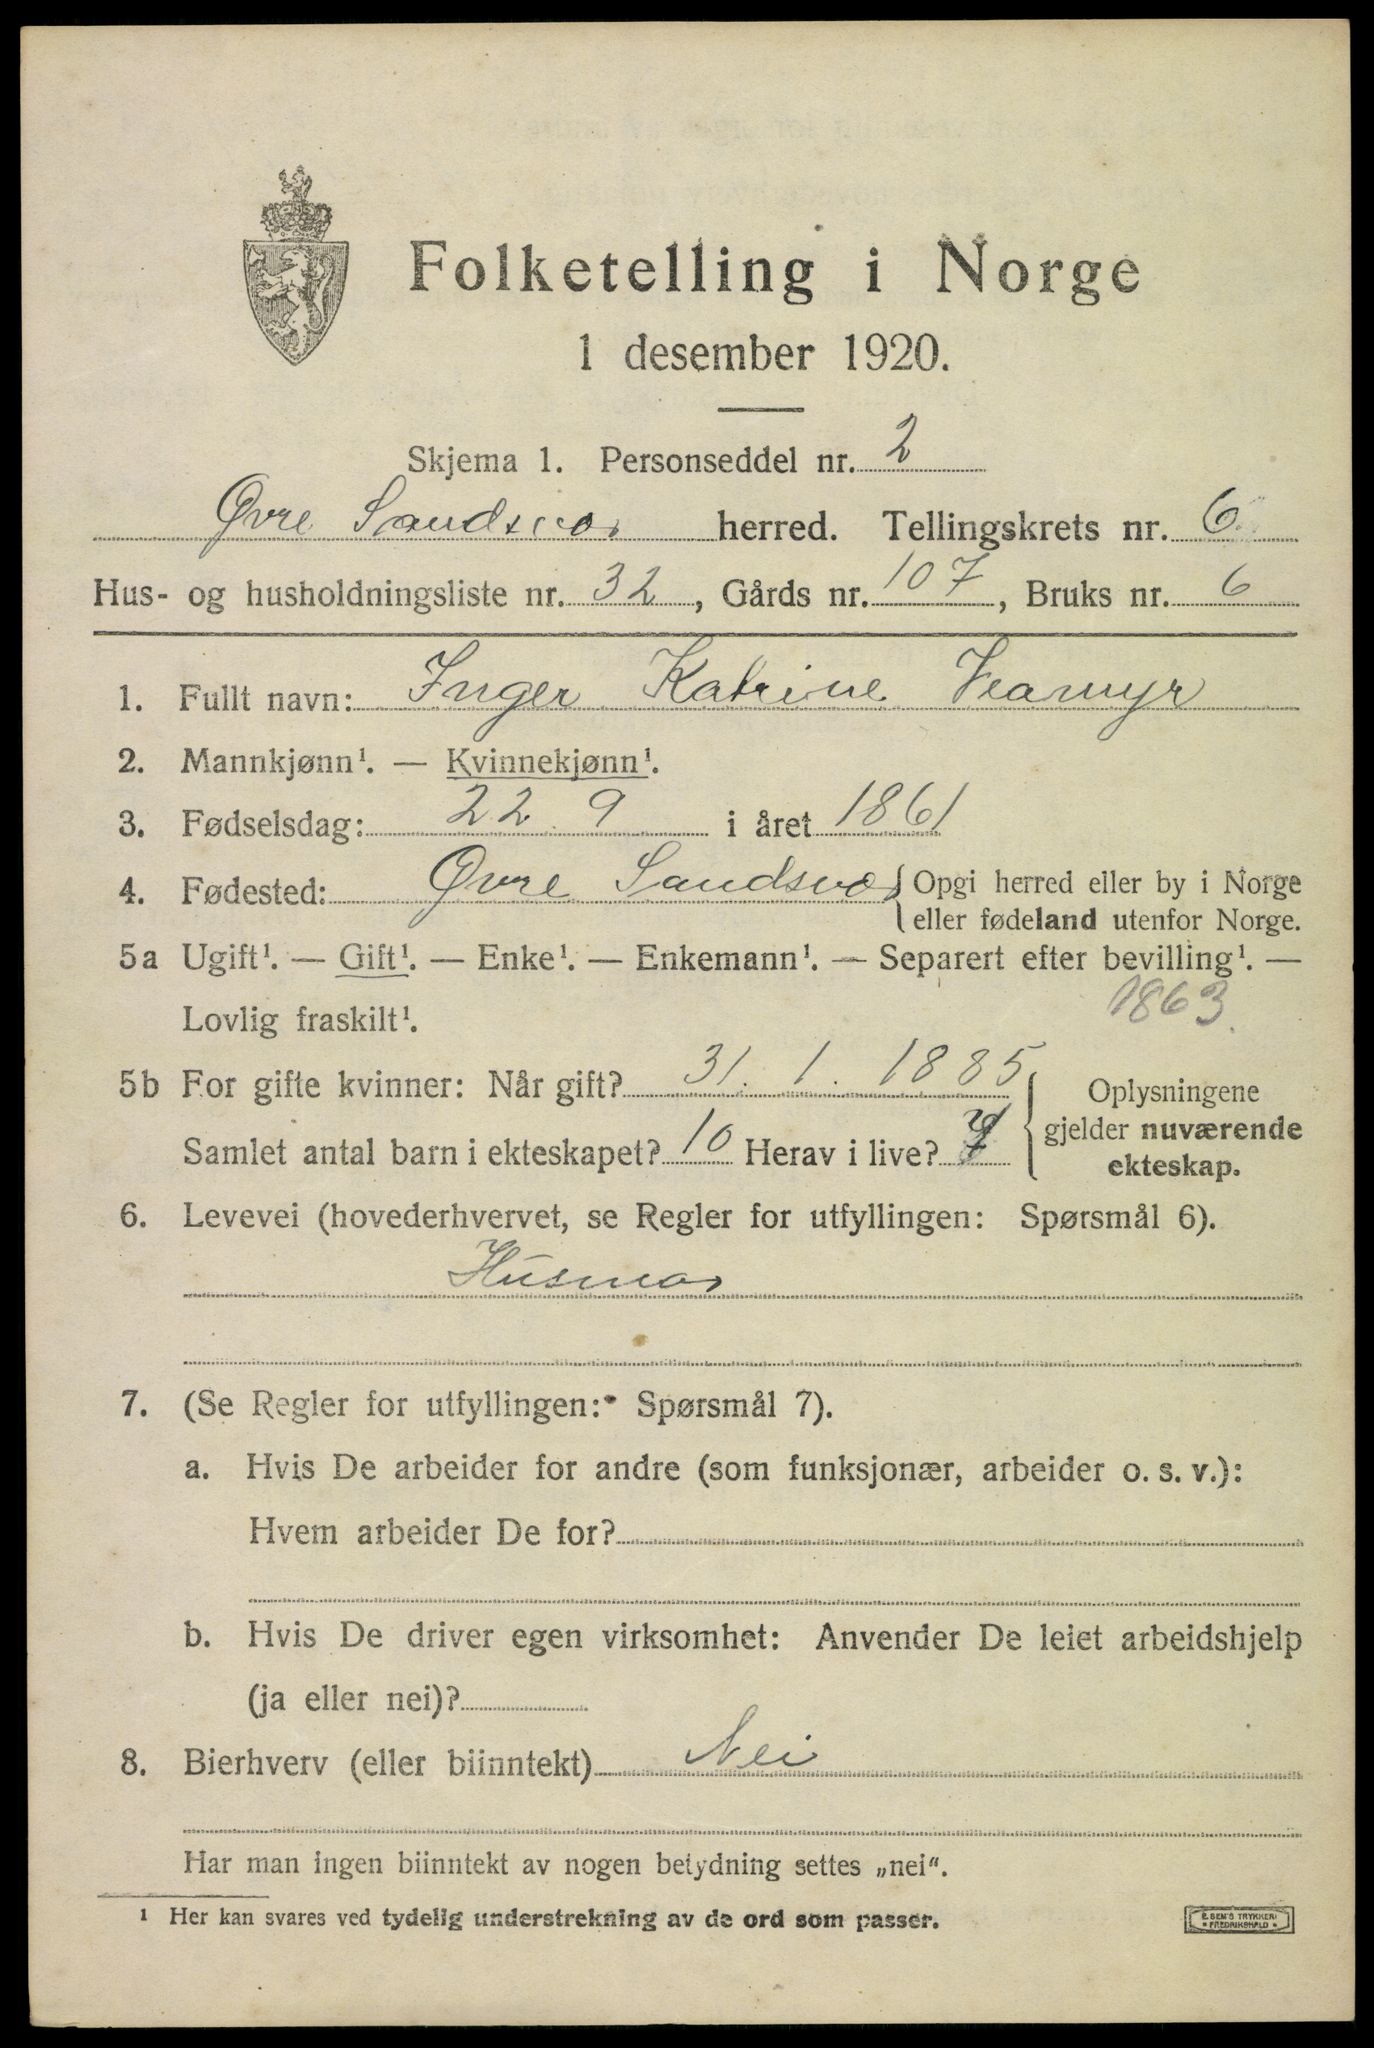 Folketelling i Norge
1 desember 1920.
Skjema 1. Personseddel nr. 2
Øvre Sandsvær herred. Tellingskrets nr. 6
Hus- og husholdningsliste nr. 32, Gårds nr. 107, Bruks nr. 6
1. Fullt navn: Inger Katrine Veamyr
2. Mannkjønn¹. — Kvinnekjønn¹.
3. Fødselsdag: 22 9 i året 1861
4. Fødested: Øvre Sandsvær { Opgi herred eller by i Norge
eller fødeland utenfor Norge.
5a Ugift¹. — Gift¹. — Enke¹. — Enkemann¹. — Separert efter bevilling¹. —
Lovlig fraskilt¹. 1863.
5b For gifte kvinner: Når gift? 31. 1. 1885 { Oplysningene
gjelder nuværende
ekteskap.
Samlet antal barn i ekteskapet? 10 Herav i live?
6. Levevei (hovederhvervet, se Regler for utfyllingen: Spørsmål 6).
Husmor
7. (Se Regler for utfyllingen: Spørsmål 7).
a. Hvis De arbeider for andre (som funksjonær, arbeider o. s. v.):
Hvem arbeider De for?
b. Hvis De driver egen virksomhet: Anvender De leiet arbeidshjelp
(ja eller nei)?
8. Bierhverv (eller biinntekt) Nei
Har man ingen biinntekt av nogen betydning settes „nei“.
¹ Her kan svares ved tydelig understrekning av de ord som passer.
E. SEM'S TRYKKERI
• FREDRIKSHALD •